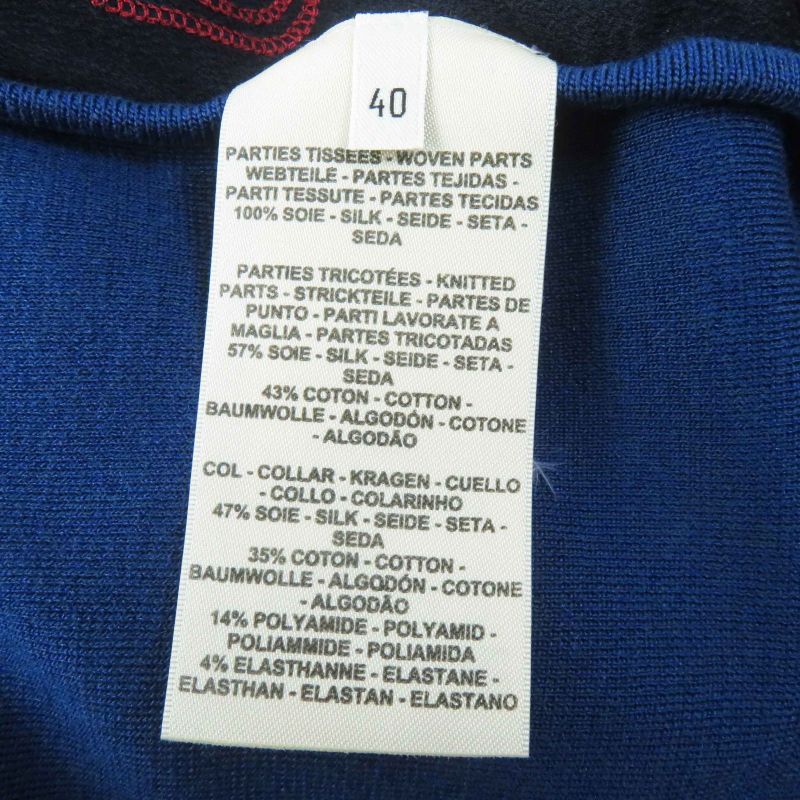 40
PARTIES TISSÉES - WOVEN PARTS
WEBTEILE - PARTES TEJIDAS -
PARTI TESSUTE - PARTES TECIDAS
100% SOIE - SILK - SEIDE - SETA -
SEDA
PARTIES TRICOTÉES - KNITTED
PARTS - STRICKTEILE - PARTES DE
PUNTO - PARTI LAVORATE A
MAGLIA - PARTES TRICOTADAS
57% SOIE - SILK - SEIDE - SETA -
SEDA
43% COTON - COTTON -
BAUMWOLLE - ALGODÓN - COTONE
- ALGODÃO
COL - COLLAR - KRAGEN - CUELLO
- COLLO - COLARINHO
47% SOIE - SILK - SEIDE - SETA -
SEDA
35% COTON - COTTON -
BAUMWOLLE - ALGODÓN - COTONE
- ALGODÃO
14% POLYAMIDE - POLYAMID -
POLIAMMIDE - POLIAMIDA
4% ELASTHANNE - ELASTANE -
ELASTHAN - ELASTAN - ELASTANO